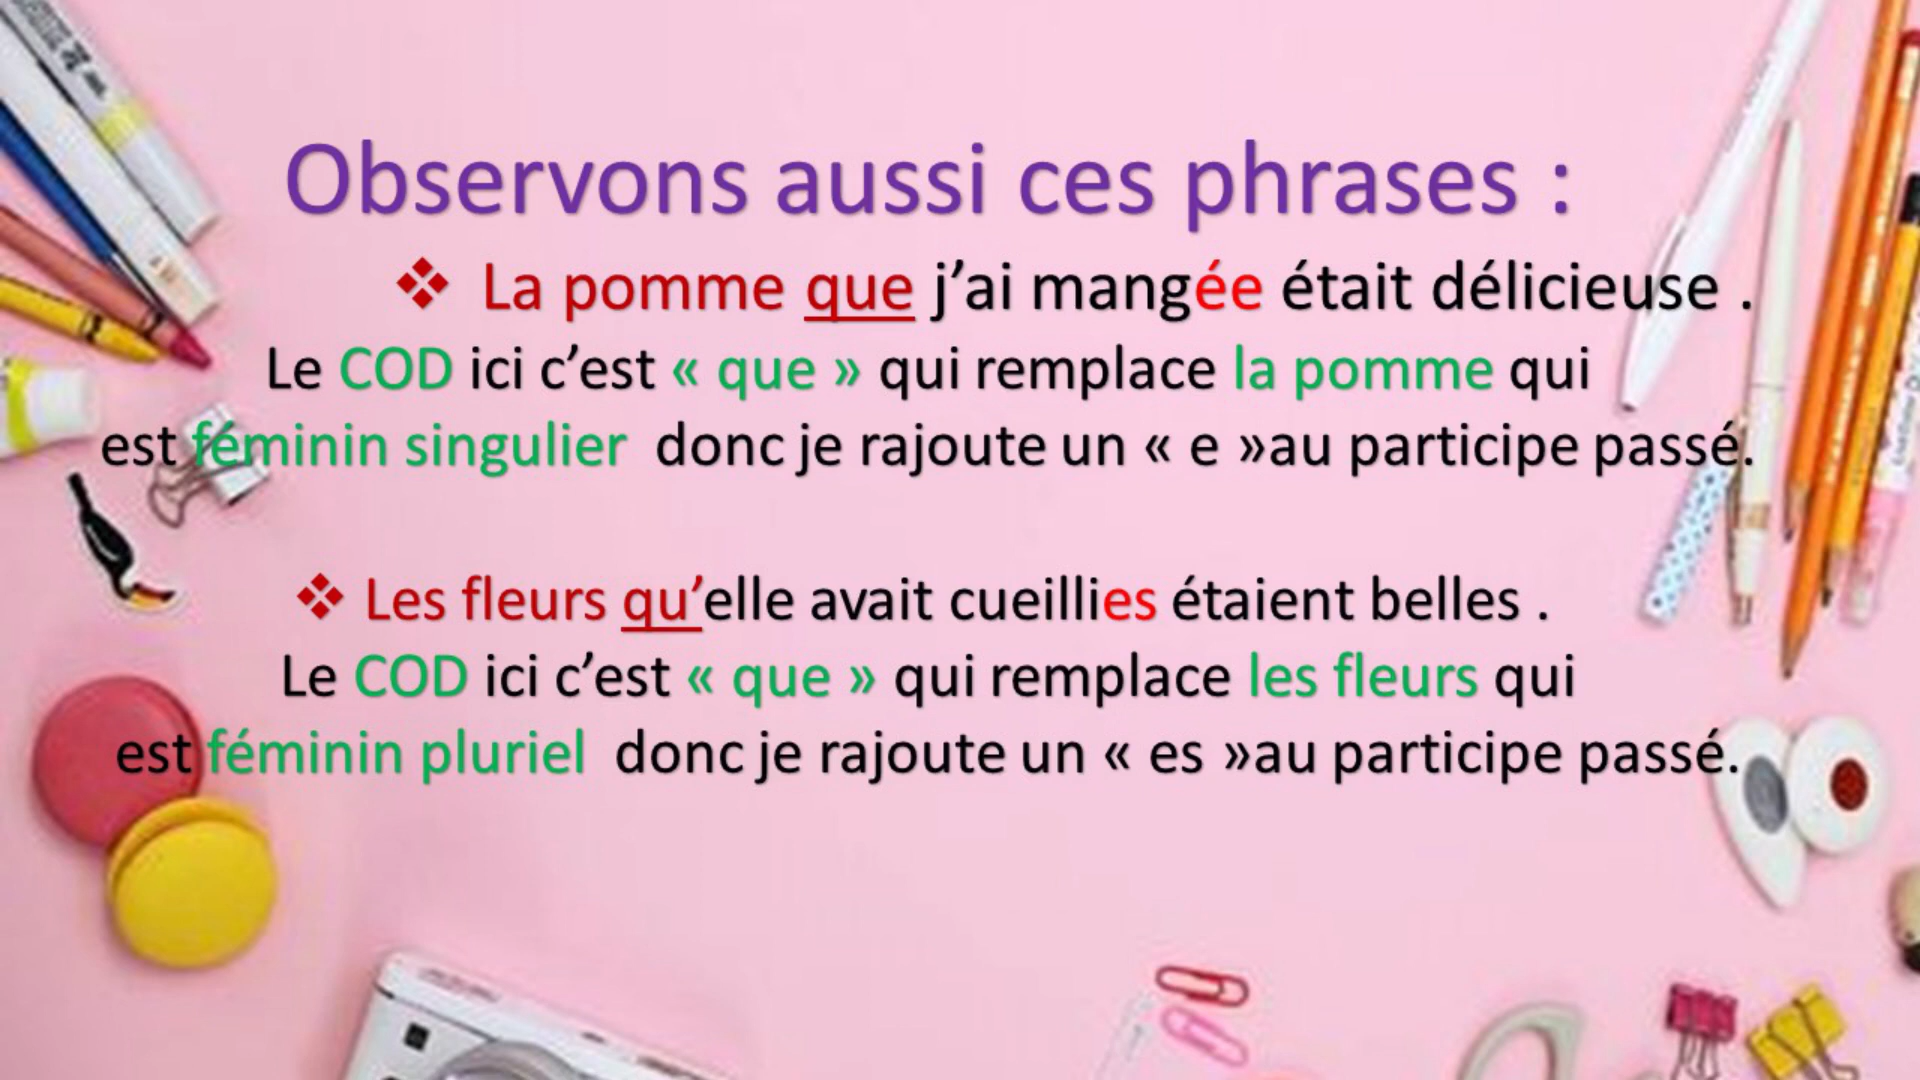 Observons aussi ces phrases :
❖ La pomme que j’ai mangée était délicieuse .
Le COD ici c’est « que » qui remplace la pomme qui
est féminin singulier donc je rajoute un « e »au participe passé.
❖ Les fleurs qu’elle avait cueillies étaient belles .
Le COD ici c’est « que » qui remplace les fleurs qui
est féminin pluriel donc je rajoute un « es »au participe passé.